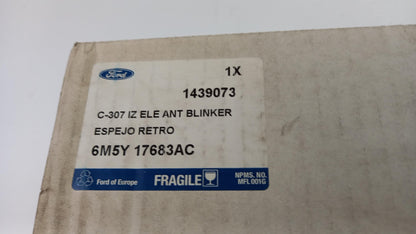 Ford
1X
1439073
C-307 IZ ELE ANT BLINKER
ESPEJO RETRO
6M5Y 17683AC
Ford of Europe
FRAGILE
NPMS. NO.
MFL 001G